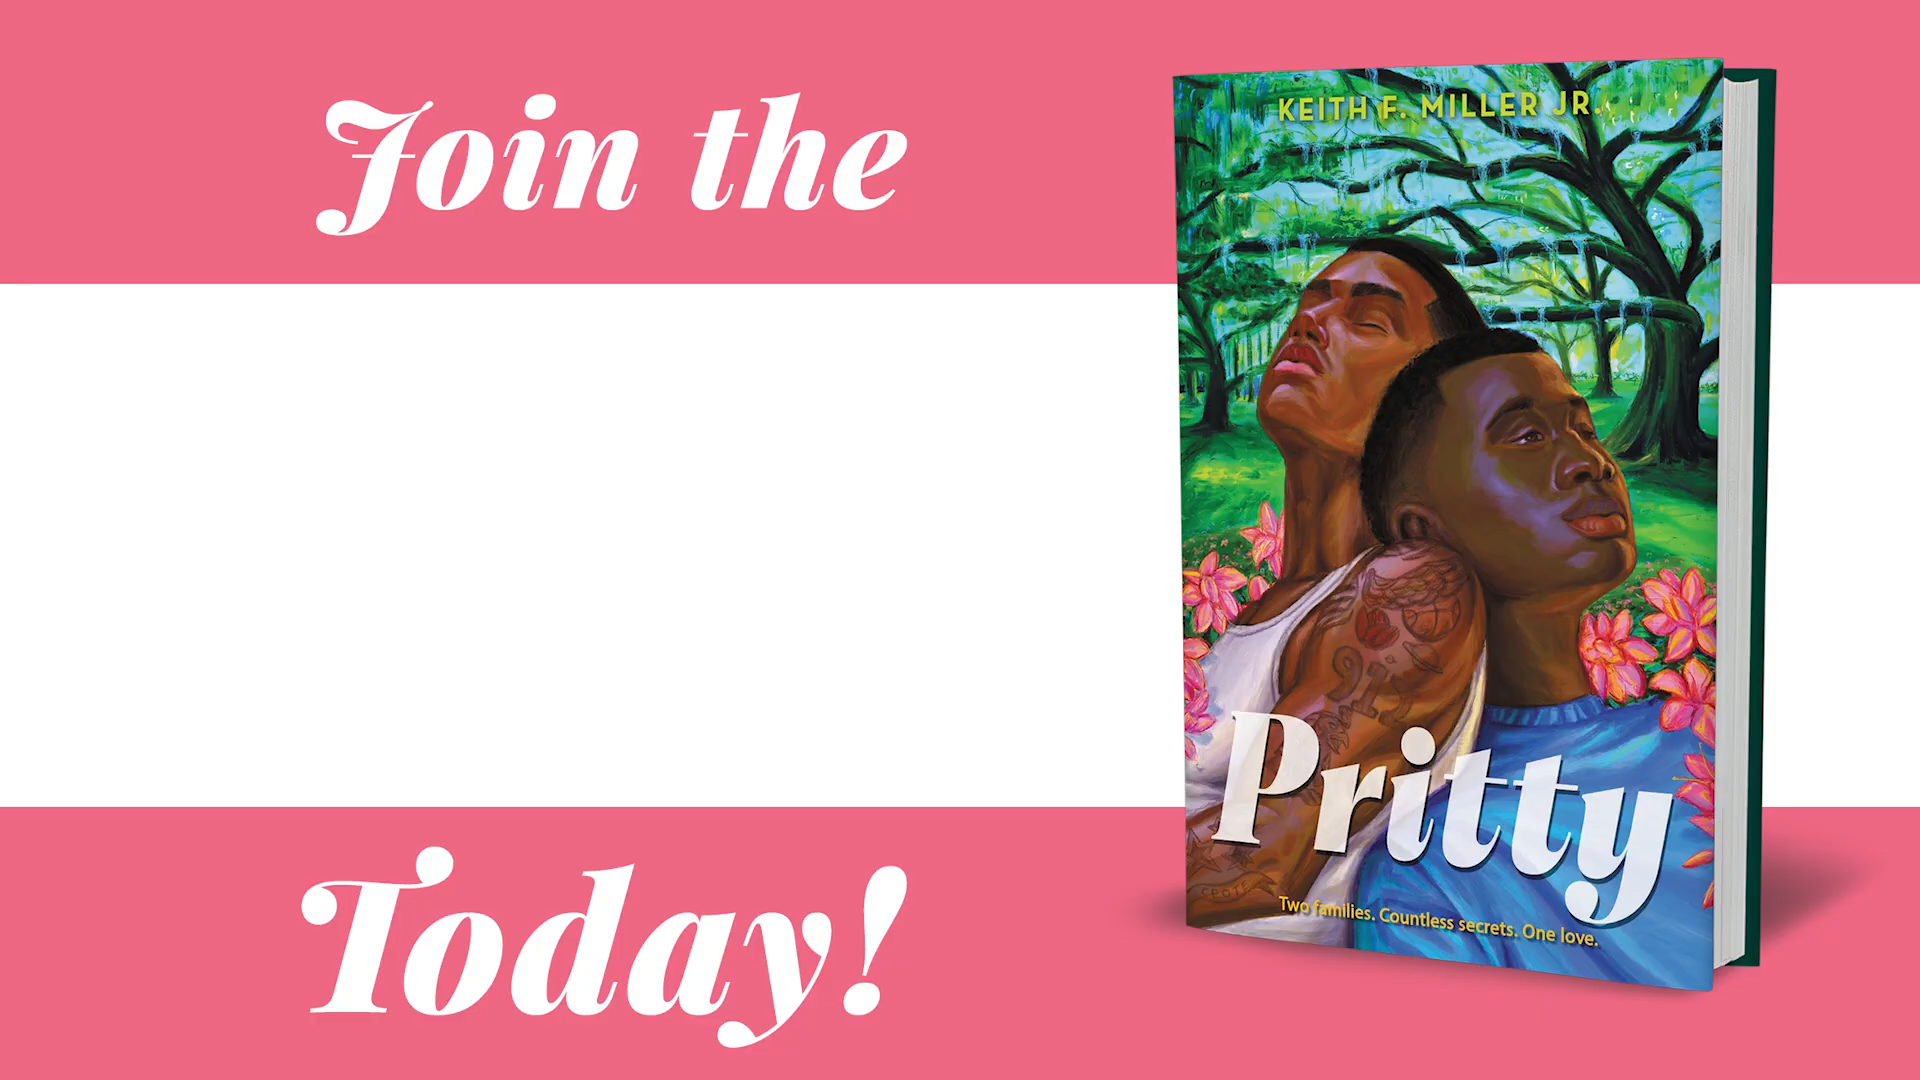 Join the
Today!
KEITH F. MILLER JR.
Pritty
Two families. Countless secrets. One love.